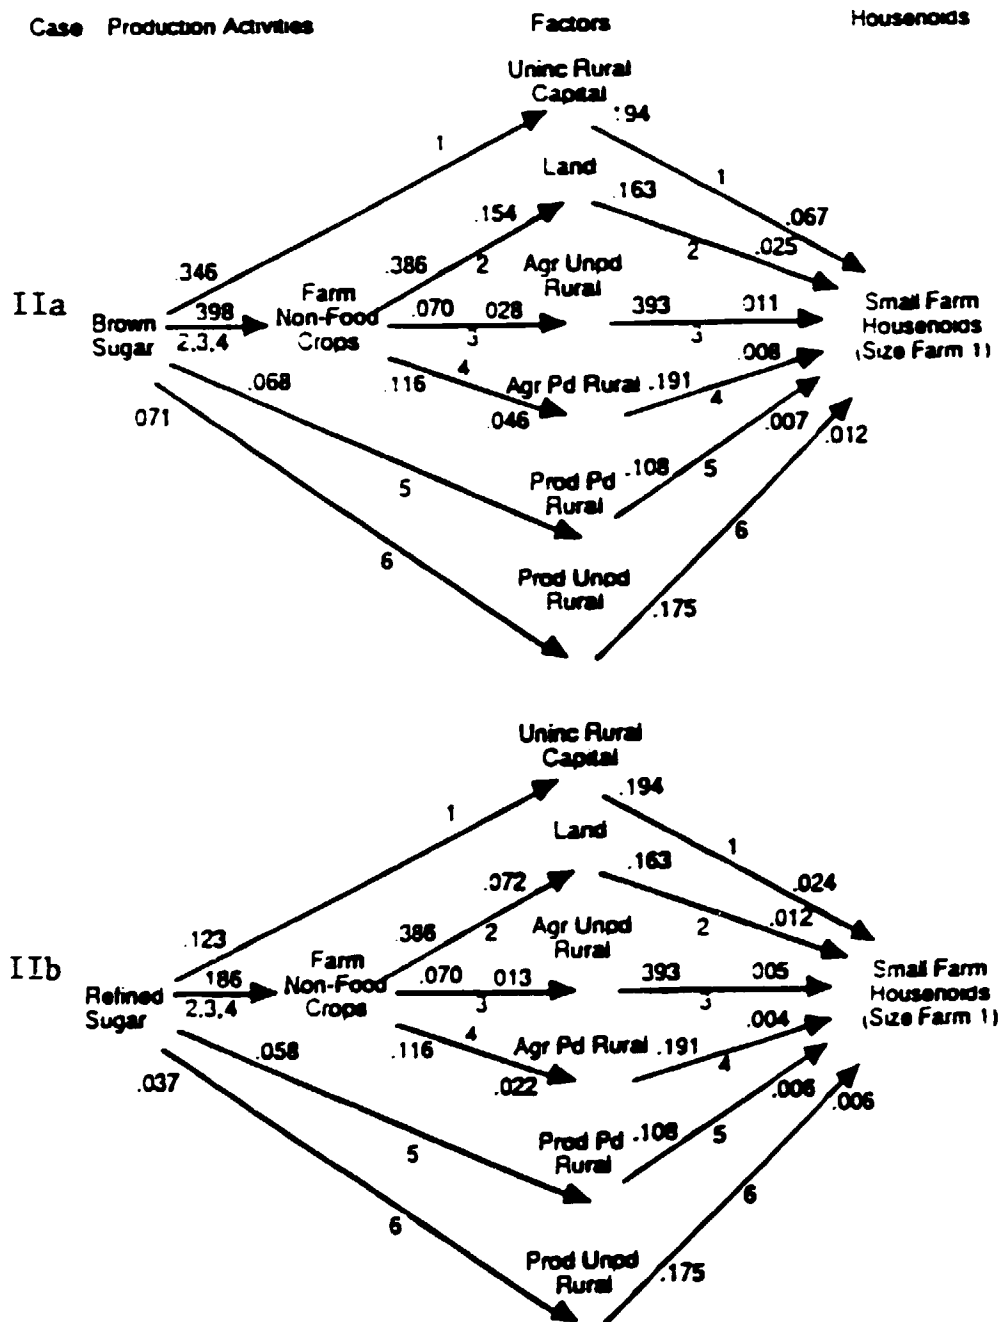 Case Production Activities Factors Housenoids
Uninc Rural
Capital
.194
1
1
Land
.163
.067
.154
2
.025
.386
2
Agr Unpd
Rural
.346
IIa
Farm
Non-Food
Crops
.398
2,3,4
.070
.028
3
.393
.011
3
Small Farm
Housenoids
(Size Farm 1)
Brown
Sugar
.068
4
.116
.046
Agr Pd Rural
.191
.008
4
.071
.007
.012
.108
5
Prod Pd
Rural
5
6
6
Prod Unpd
Rural
.175
Uninc Rural
Capital
.194
1
1
Land
.163
.024
.072
.012
.386
2
2
Agr Unpd
Rural
.123
IIb
Farm
Non-Food
Crops
.186
2,3,4
.070
.013
3
.393
.005
3
Small Farm
Housenoids
(Size Farm 1)
Refined
Sugar
.058
4
.116
.022
Agr Pd Rural
.191
.004
4
.037
.006
.006
.108
5
Prod Pd
Rural
5
6
6
Prod Unpd
Rural
.175